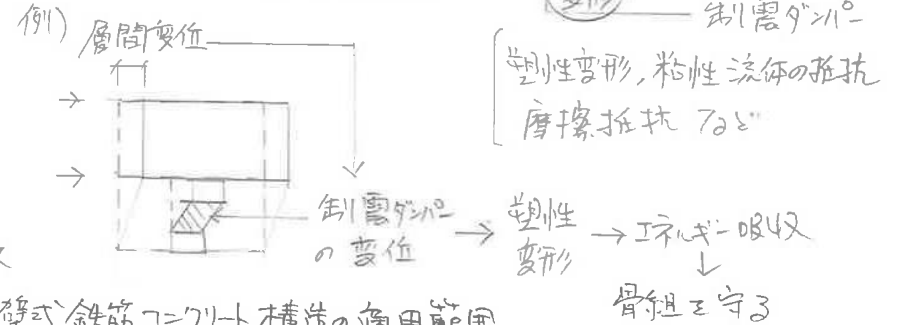 例) 層間変位
変形
制震ダンパー
塑性変形, 粘性流体の抵抗
摩擦抵抗 など
制震ダンパー
の変位
→ 塑性
変形
→ エネルギー吸収
↓
骨組を守る
鉄筋コンクリート構造の適用範囲